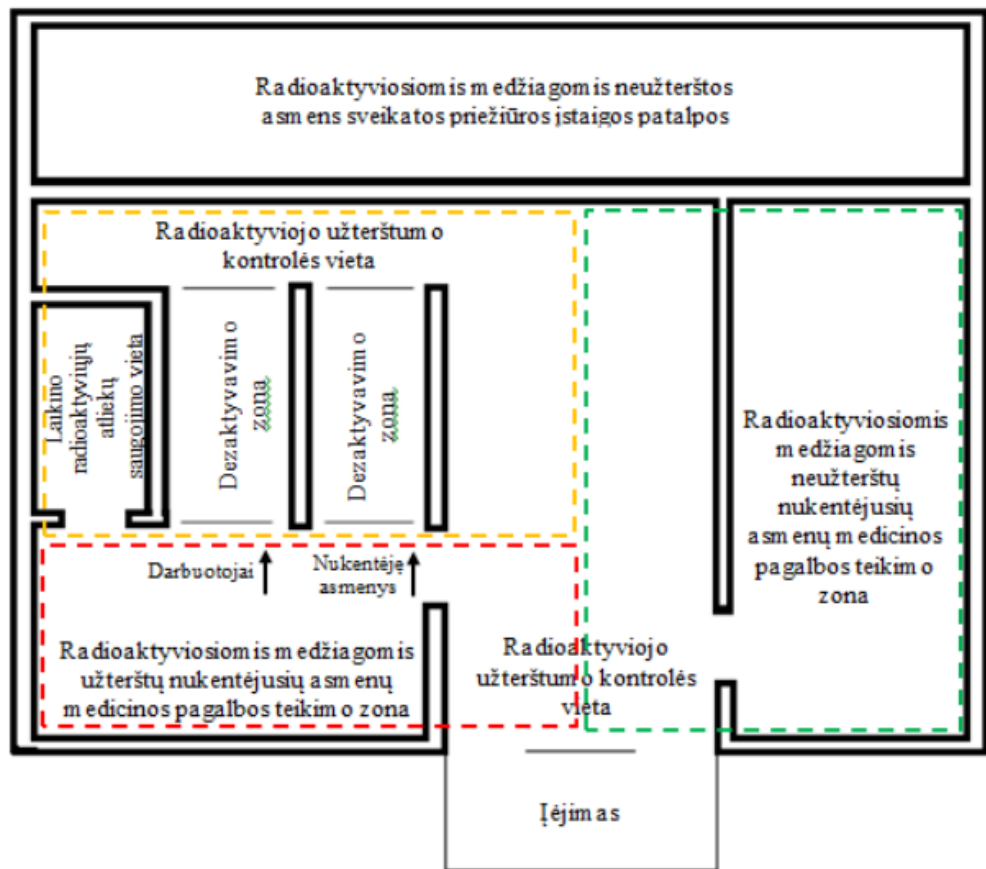 Radioaktyviosiomis medžiagomis neužterštos
asmens sveikatos priežiūros įstaigos patalpos
Radioaktyviojo užterštumo
kontrolės vieta
Laikino
radioaktyviųjų
atliekų
saugojimo vieta
Dezaktyvavimo
zona
Dezaktyvavimo
zona
Radioaktyviosiomis
medžiagomis
neužterštų
nukentėjusių
asmenų medicinos
pagalbos teikimo
zona
Darbuotojai
Nukentėję
asmenys
Radioaktyviosiomis medžiagomis
užterštų nukentėjusių asmenų
medicinos pagalbos teikimo zona
Radioaktyviojo
užterštumo kontrolės
vieta
Įėjimas